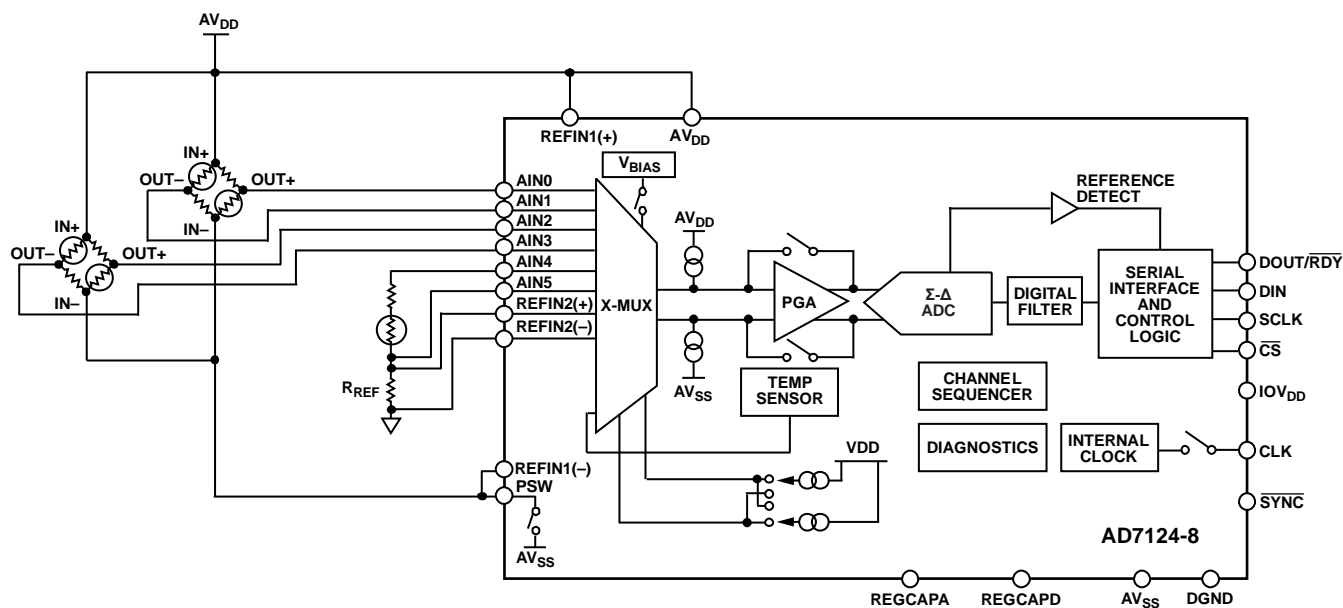 AVDD
REFIN1(+)
AVDD
IN+
OUT–
OUT+
IN–
IN+
OUT–
OUT+
IN–
VBIAS
AIN0
AIN1
AIN2
AIN3
AIN4
AIN5
REFIN2(+)
REFIN2(–)
X-MUX
AVDD
AVSS
PGA
Σ-Δ
ADC
REFERENCE
DETECT
DIGITAL
FILTER
SERIAL
INTERFACE
AND
CONTROL
LOGIC
DOUT/RDY
DIN
SCLK
CS
RREF
TEMP
SENSOR
CHANNEL
SEQUENCER
IOVDD
DIAGNOSTICS
INTERNAL
CLOCK
CLK
VDD
REFIN1(–)
PSW
AVSS
SYNC
AD7124-8
REGCAPA
REGCAPD
AVSS
DGND